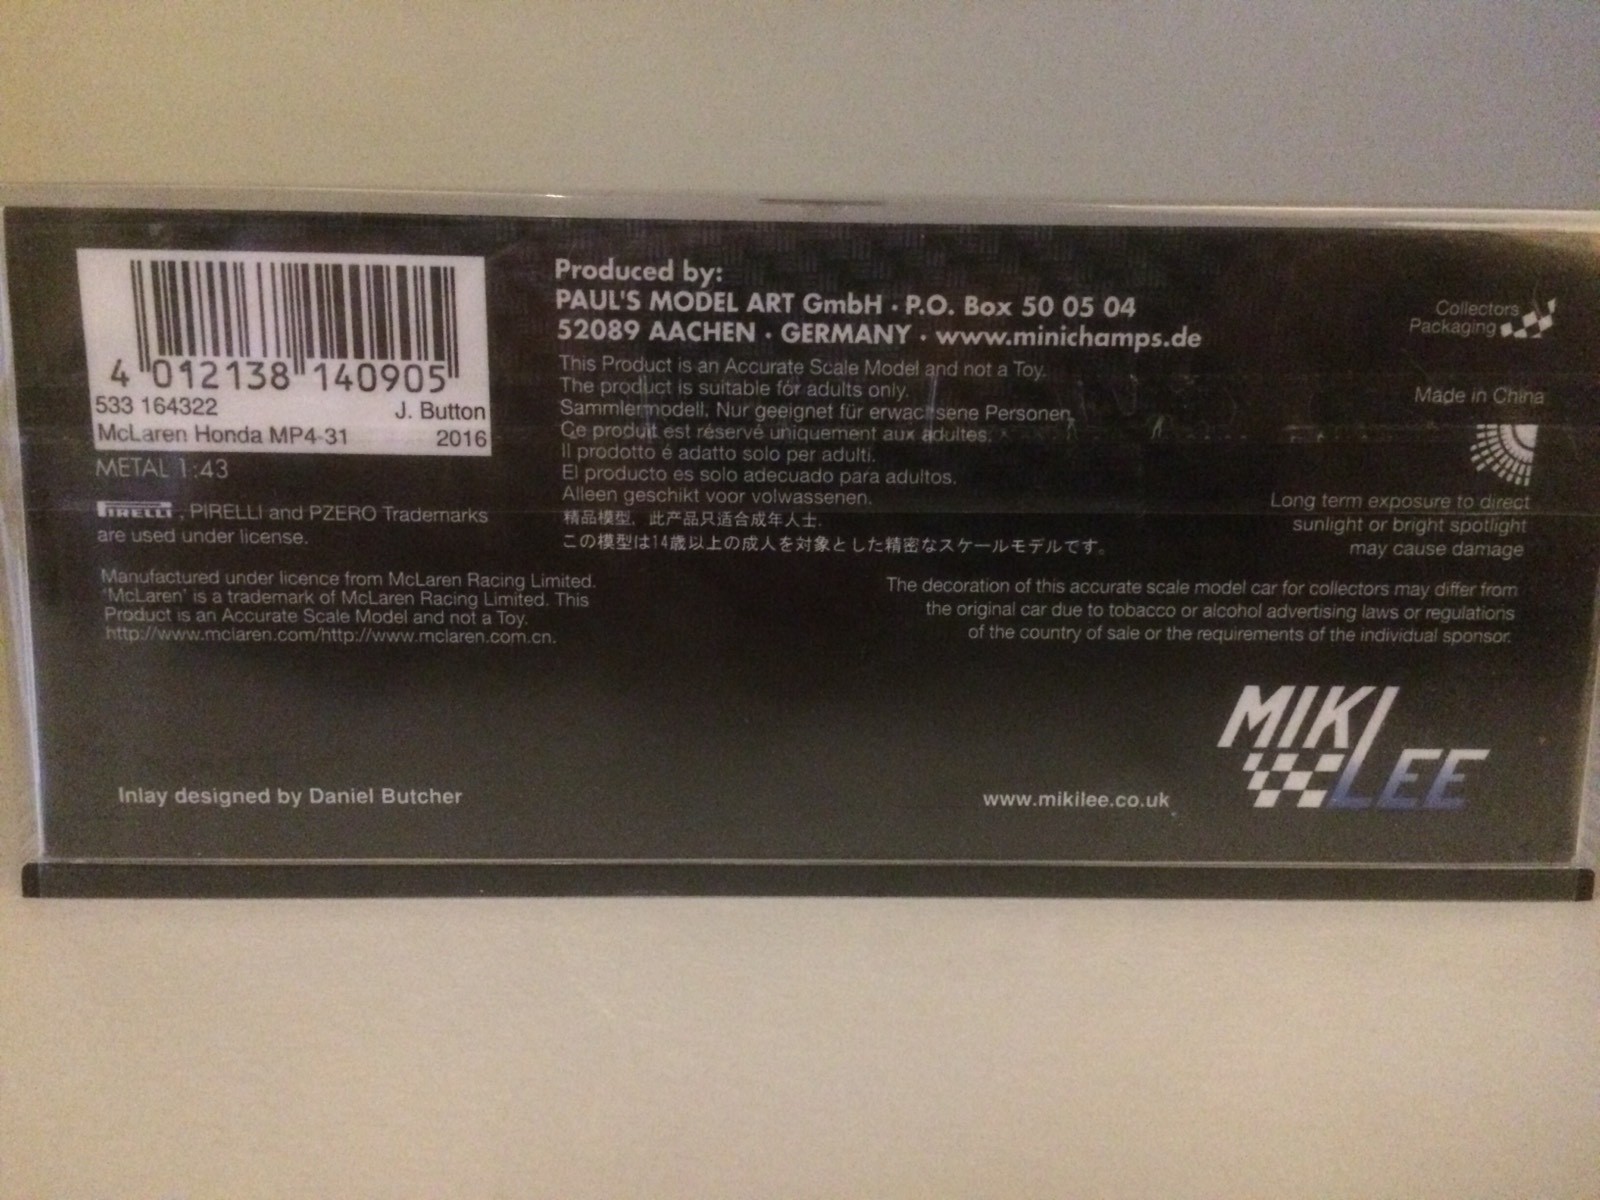 4 012138 140905
533 164322 J. Button
McLaren Honda MP4-31 2016
METAL 1:43
PIRELLI, PIRELLI and PZERO Trademarks
are used under license.
Manufactured under licence from McLaren Racing Limited.
'McLaren' is a trademark of McLaren Racing Limited. This
Product is an Accurate Scale Model and not a Toy.
http://www.mclaren.com/http://www.mclaren.com.cn.
Inlay designed by Daniel Butcher
Produced by:
PAUL'S MODEL ART GmbH · P.O. Box 50 05 04
52089 AACHEN · GERMANY · www.minichamps.de
This Product is an Accurate Scale Model and not a Toy.
The product is suitable for adults only.
Sammlermodell. Nur geeignet für erwachsene Personen.
Ce produit est réservé uniquement aux adultes.
Il prodotto é adatto solo per adulti.
El producto es solo adecuado para adultos.
Alleen geschikt voor volwassenen.
精品模型，此产品只适合成年人士.
この模型は14歳以上の成人を対象とした精密なスケールモデルです。
Collectors
Packaging
Made in China
Long term exposure to direct
sunlight or bright spotlight
may cause damage
The decoration of this accurate scale model car for collectors may differ from
the original car due to tobacco or alcohol advertising laws or regulations
of the country of sale or the requirements of the individual sponsor.
MIKI
LEE
www.mikilee.co.uk